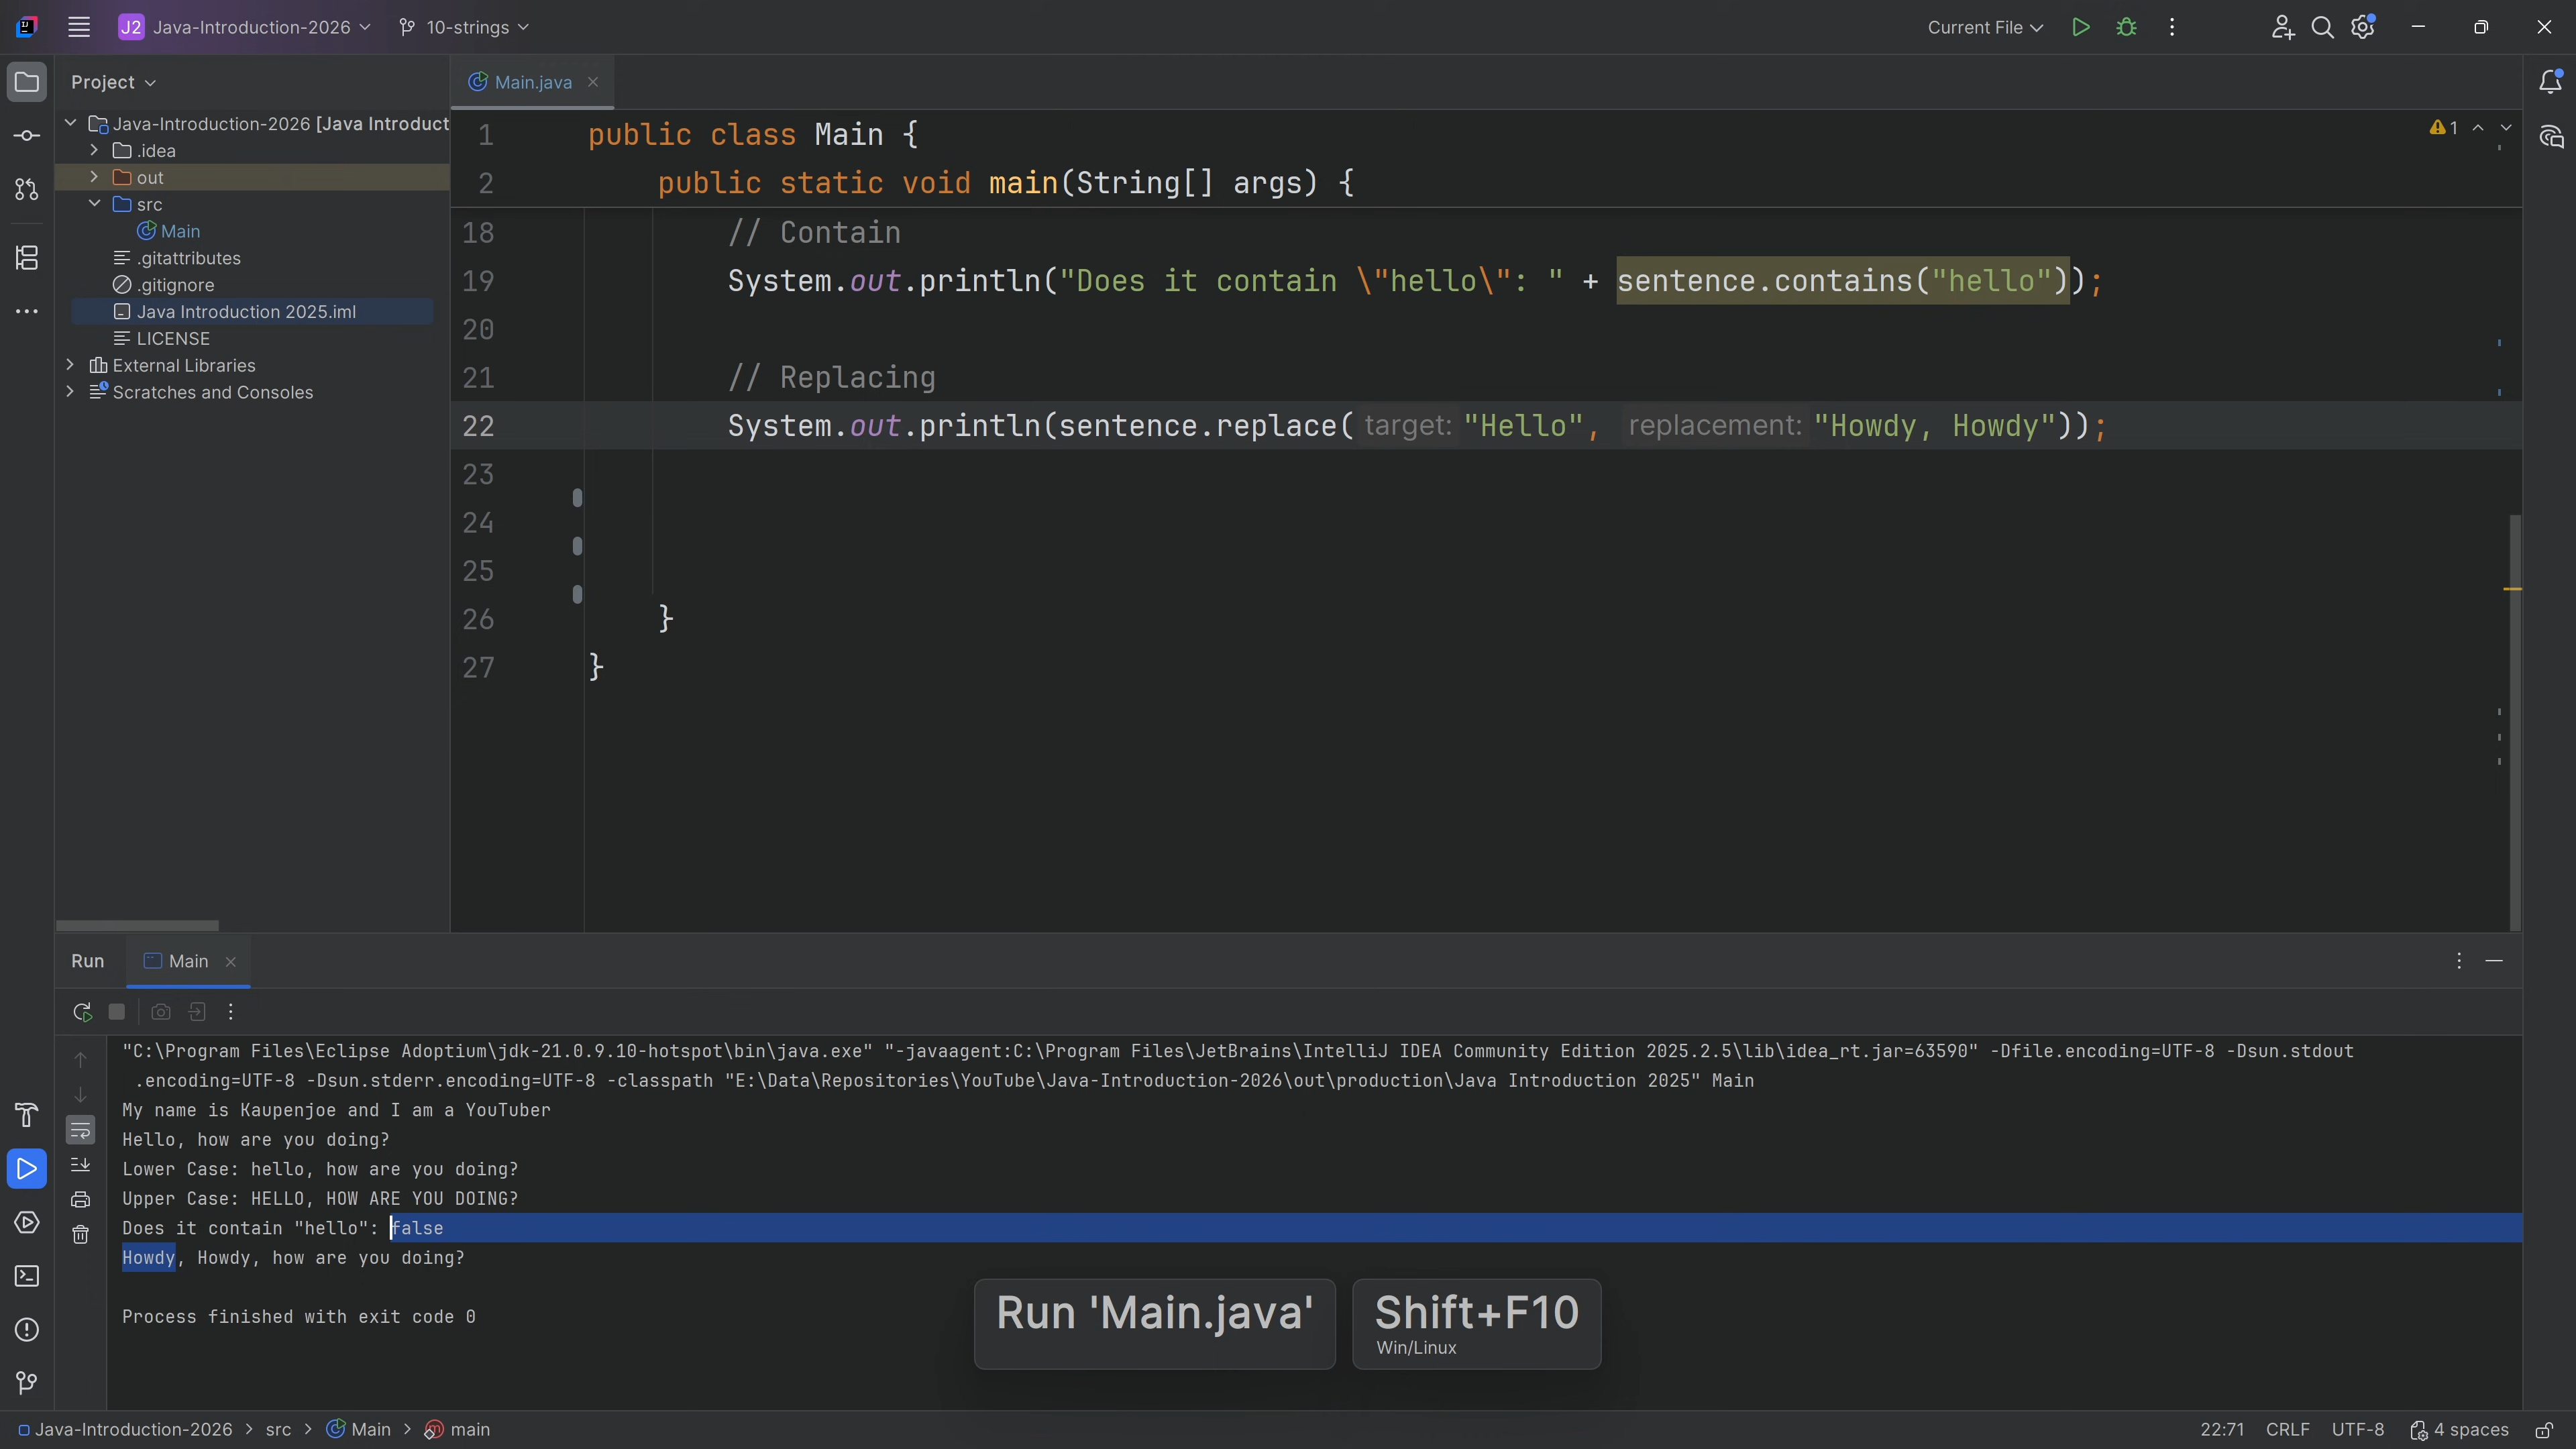 J2 Java-Introduction-2026 10-strings Current File
Project
Main.java
Java-Introduction-2026 [Java Introduct
.idea
out
src
Main
.gitattributes
.gitignore
Java Introduction 2025.iml
LICENSE
External Libraries
Scratches and Consoles
1 public class Main {
2 public static void main(String[] args) {
18 // Contain
19 System.out.println("Does it contain \"hello\": " + sentence.contains("hello"));
20
21 // Replacing
22 System.out.println(sentence.replace( target: "Hello", replacement: "Howdy, Howdy"));
23
24
25
26 }
27 }
1
Run Main
"C:\Program Files\Eclipse Adoptium\jdk-21.0.9.10-hotspot\bin\java.exe" "-javaagent:C:\Program Files\JetBrains\IntelliJ IDEA Community Edition 2025.2.5\lib\idea_rt.jar=63590" -Dfile.encoding=UTF-8 -Dsun.stdout
.encoding=UTF-8 -Dsun.stderr.encoding=UTF-8 -classpath "E:\Data\Repositories\YouTube\Java-Introduction-2026\out\production\Java Introduction 2025" Main
My name is Kaupenjoe and I am a YouTuber
Hello, how are you doing?
Lower Case: hello, how are you doing?
Upper Case: HELLO, HOW ARE YOU DOING?
Does it contain "hello": false
Howdy, Howdy, how are you doing?
Process finished with exit code 0
Run 'Main.java' Shift+F10
Win/Linux
Java-Introduction-2026 > src > Main > main 22:71 CRLF UTF-8 4 spaces